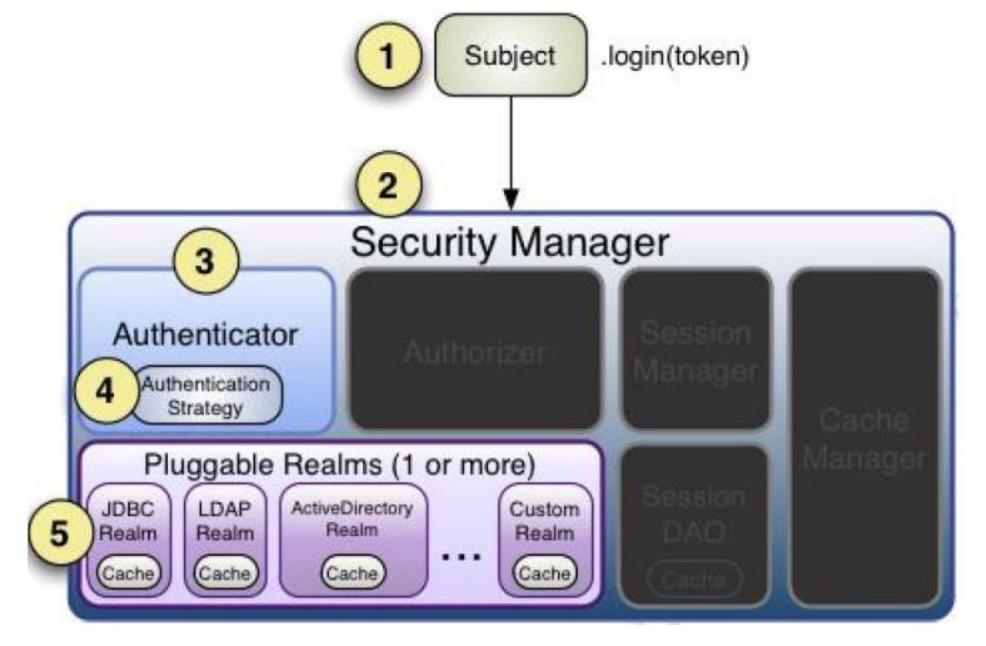 1
Subject .login(token)
2
Security Manager
3
Authenticator
4
Authentication
Strategy
Authorizer
Session
Manager
Cache
Manager
Pluggable Realms (1 or more)
5
JDBC
Realm
Cache
LDAP
Realm
Cache
ActiveDirectory
Realm
Cache
...
Custom
Realm
Cache
Session
DAO
Cache